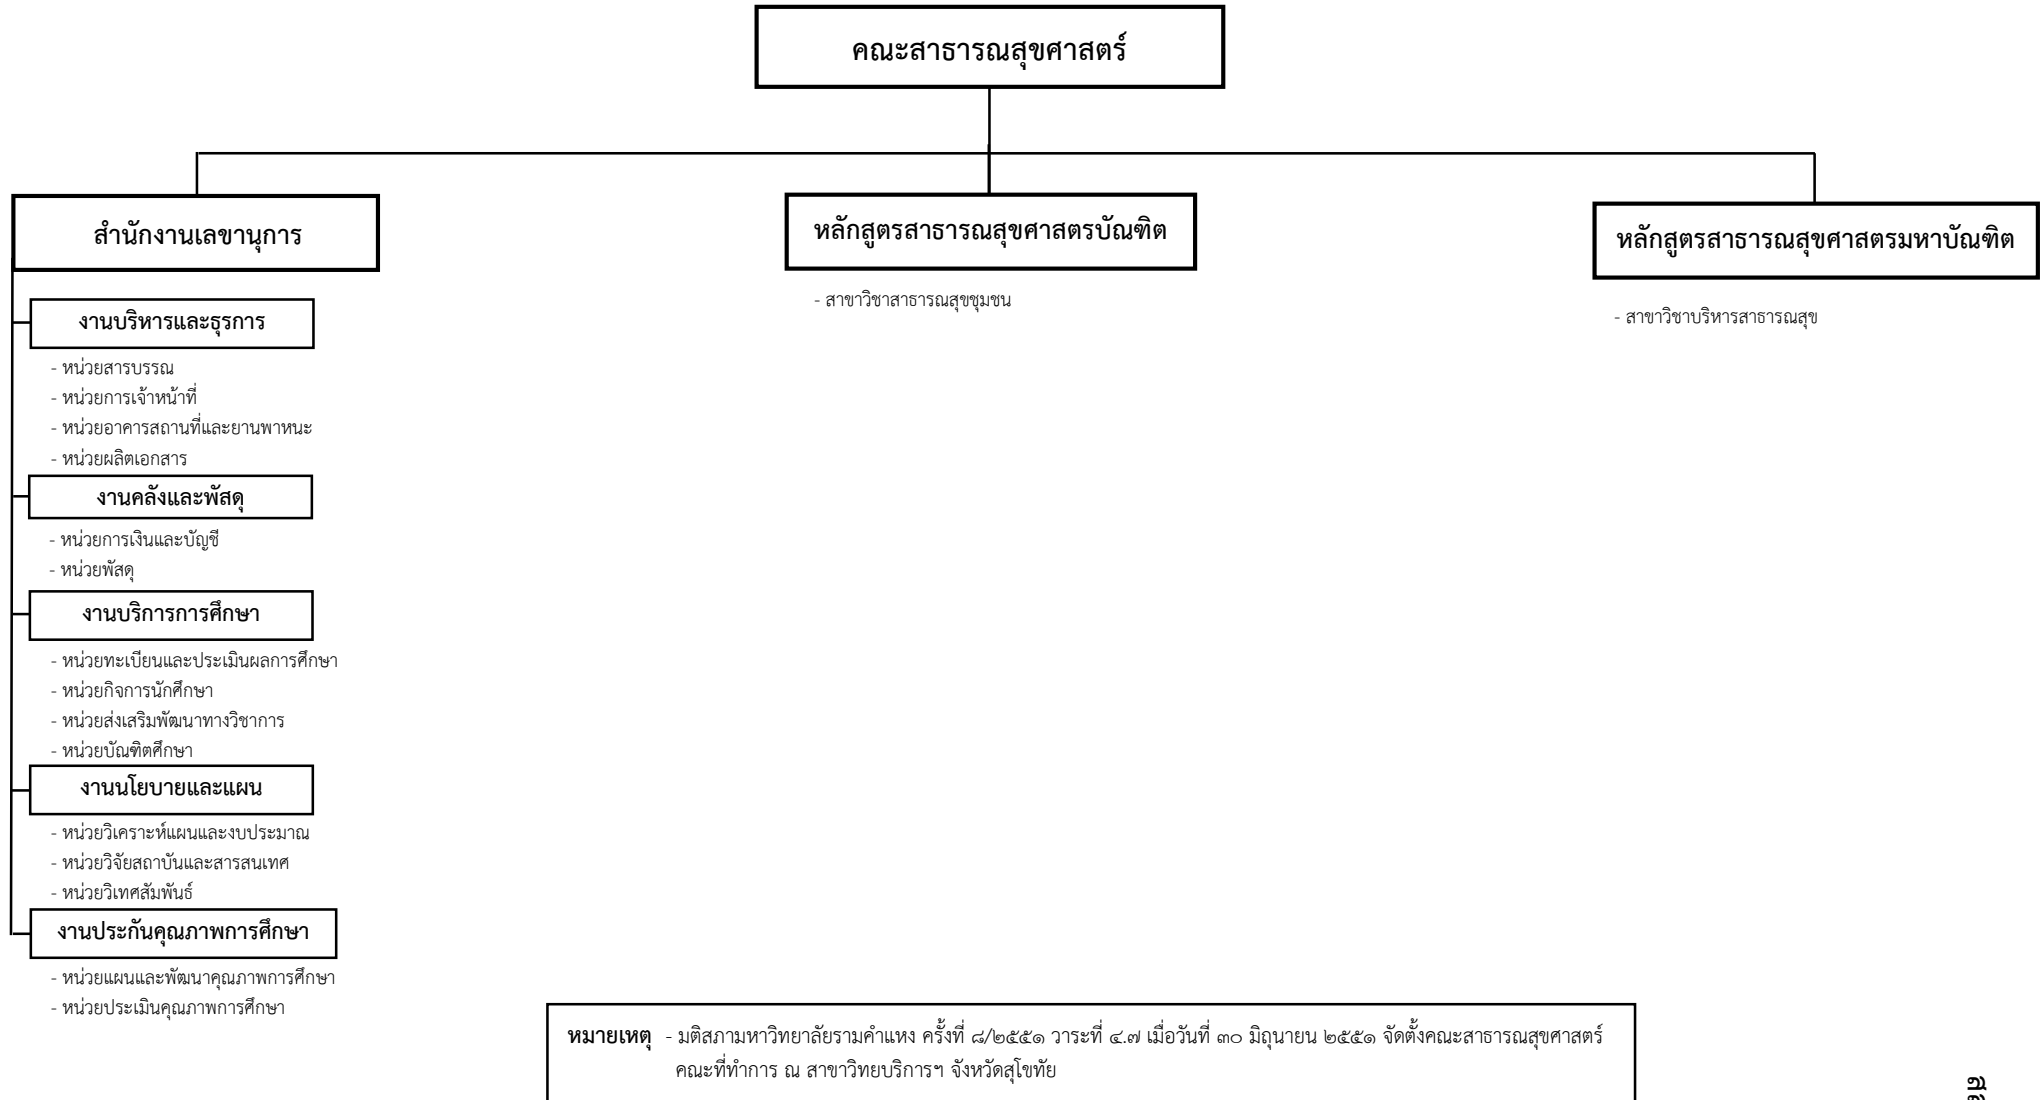 คณะสาธารณสุขศาสตร์
สำนักงานเลขานุการ
งานบริหารและธุรการ
- หน่วยสารบรรณ
- หน่วยการเจ้าหน้าที่
- หน่วยอาคารสถานที่และยานพาหนะ
- หน่วยผลิตเอกสาร
งานคลังและพัสดุ
- หน่วยการเงินและบัญชี
- หน่วยพัสดุ
งานบริการการศึกษา
- หน่วยทะเบียนและประเมินผลการศึกษา
- หน่วยกิจการนักศึกษา
- หน่วยส่งเสริมพัฒนาทางวิชาการ
- หน่วยบัณฑิตศึกษา
งานนโยบายและแผน
- หน่วยวิเคราะห์แผนและงบประมาณ
- หน่วยวิจัยสถาบันและสารสนเทศ
- หน่วยวิเทศสัมพันธ์
งานประกันคุณภาพการศึกษา
- หน่วยแผนและพัฒนาคุณภาพการศึกษา
- หน่วยประเมินคุณภาพการศึกษา
หลักสูตรสาธารณสุขศาสตรบัณฑิต
- สาขาวิชาสาธารณสุขชุมชน
หลักสูตรสาธารณสุขศาสตรมหาบัณฑิต
- สาขาวิชาบริหารสาธารณสุข
หมายเหตุ - มติสภามหาวิทยาลัยรามคำแหง ครั้งที่ ๘/๒๕๕๑ วาระที่ ๔.๗ เมื่อวันที่ ๓๐ มิถุนายน ๒๕๕๑ จัดตั้งคณะสาธารณสุขศาสตร์
คณะที่ทำการ ณ สาขาวิทยบริการฯ จังหวัดสุโขทัย